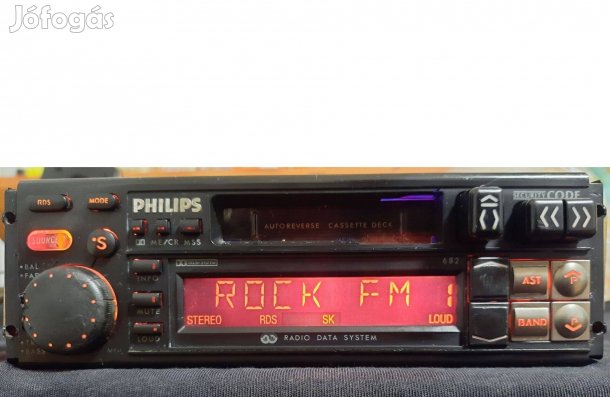 Jófogás
RDS
MODE
PHILIPS
SECURITY CODE
SOURCE
S
ME/CR MSS
AUTOREVERSE CASSETTE DECK
BAL
INFO
682
ROCK FM 1
AST
MUTE
STEREO RDS SK LOUD
BAND
LOUD
RADIO DATA SYSTEM